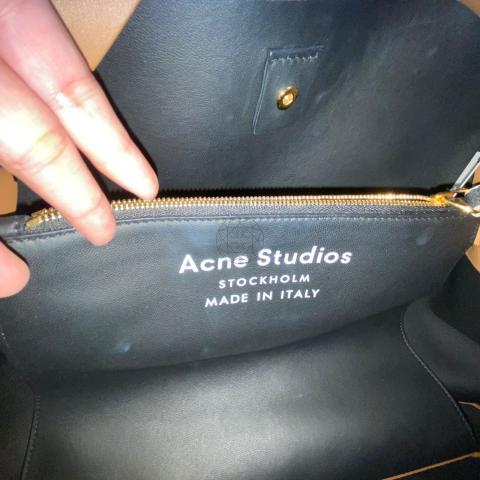 Acne Studios
STOCKHOLM
MADE IN ITALY